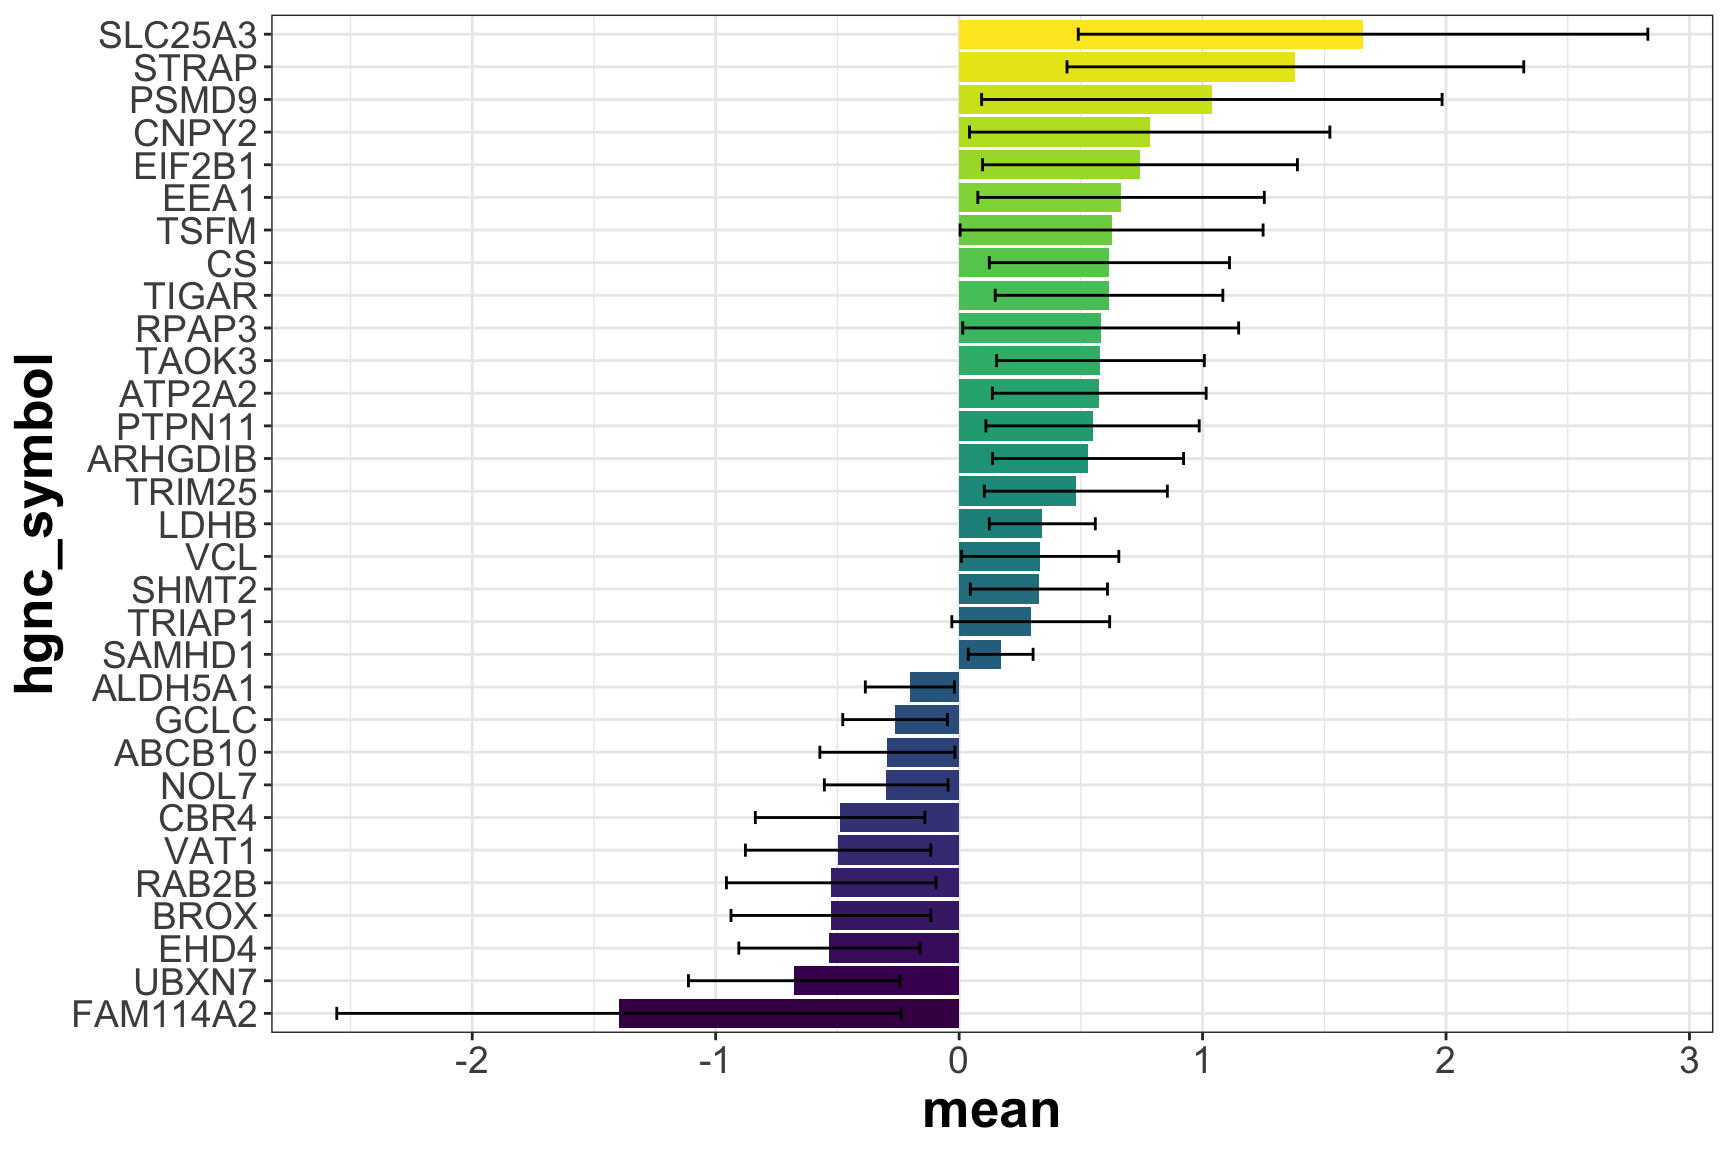 SLC25A3
STRAP
PSMD9
CNPY2
EIF2B1
EEA1
TSFM
CS
TIGAR
RPAP3
TAOK3
ATP2A2
PTPN11
ARHGDIB
TRIM25
LDHB
VCL
SHMT2
TRIAP1
SAMHD1
ALDH5A1
GCLC
ABCB10
NOL7
CBR4
VAT1
RAB2B
BROX
EHD4
UBXN7
FAM114A2
hgnc_symbol
-2 -1 0 1 2 3
mean